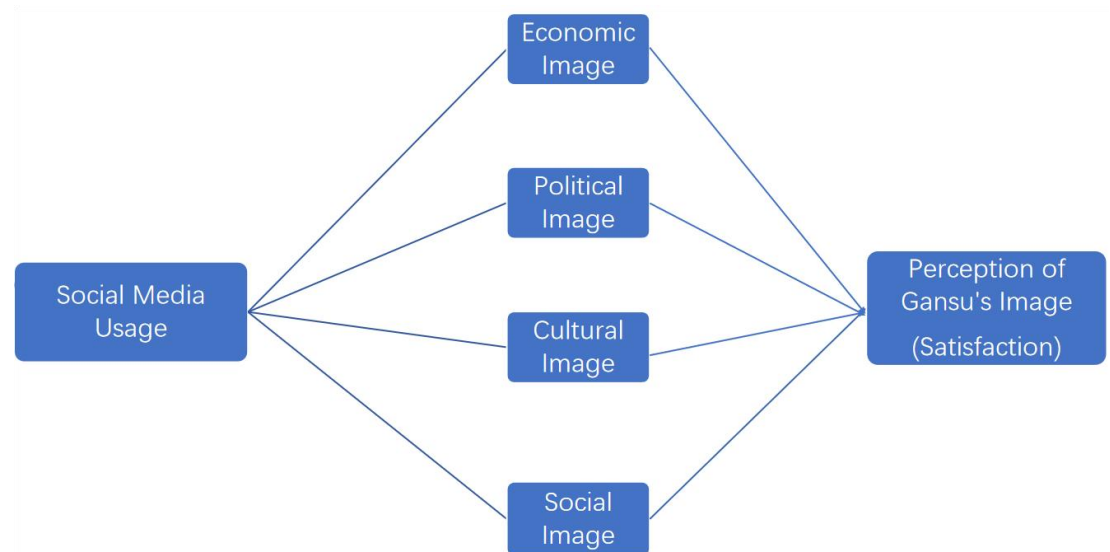 Economic
Image
Political
Image
Social Media
Usage
Cultural
Image
Social
Image
Perception of
Gansu's Image
(Satisfaction)